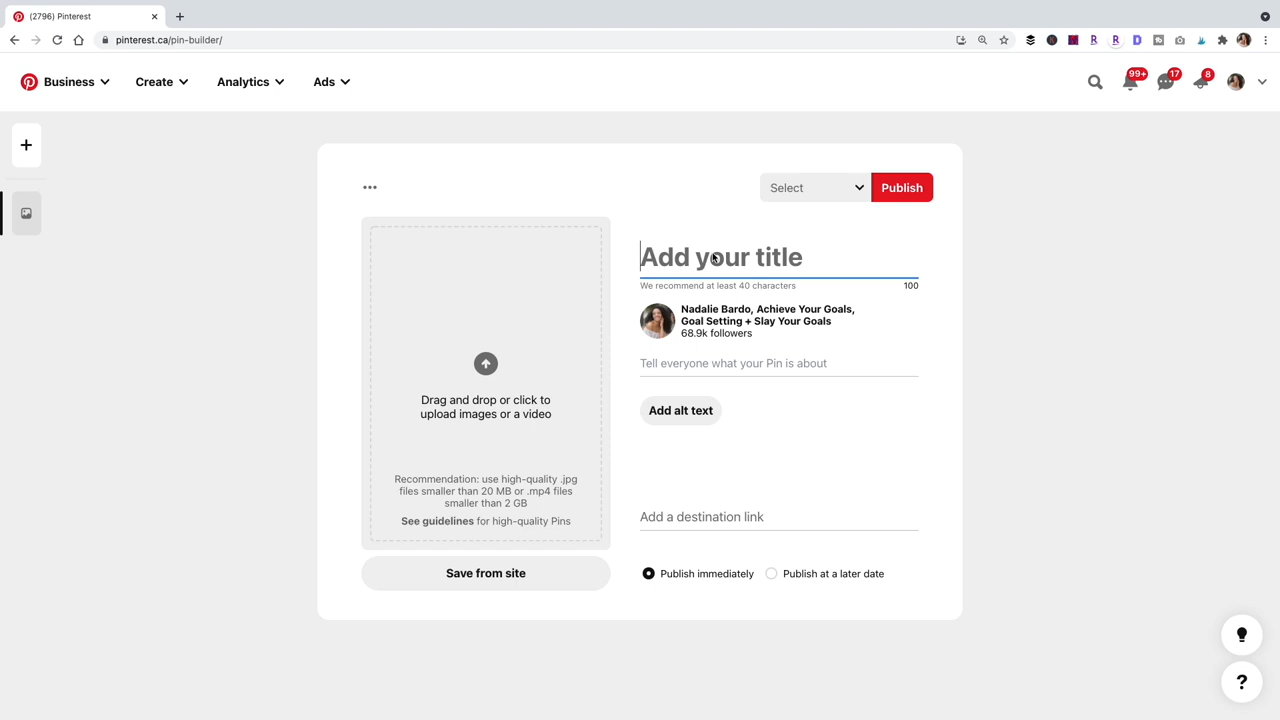 (2796) Pinterest
pinterest.ca/pin-builder/
Business
Create
Analytics
Ads
99+
17
8
Select
Publish
Add your title
We recommend at least 40 characters
100
Nadalie Bardo, Achieve Your Goals,
Goal Setting + Slay Your Goals
68.9k followers
Tell everyone what your Pin is about
Add alt text
Drag and drop or click to
upload images or a video
Recommendation: use high-quality .jpg
files smaller than 20 MB or .mp4 files
smaller than 2 GB
See guidelines for high-quality Pins
Add a destination link
Save from site
Publish immediately
Publish at a later date
?